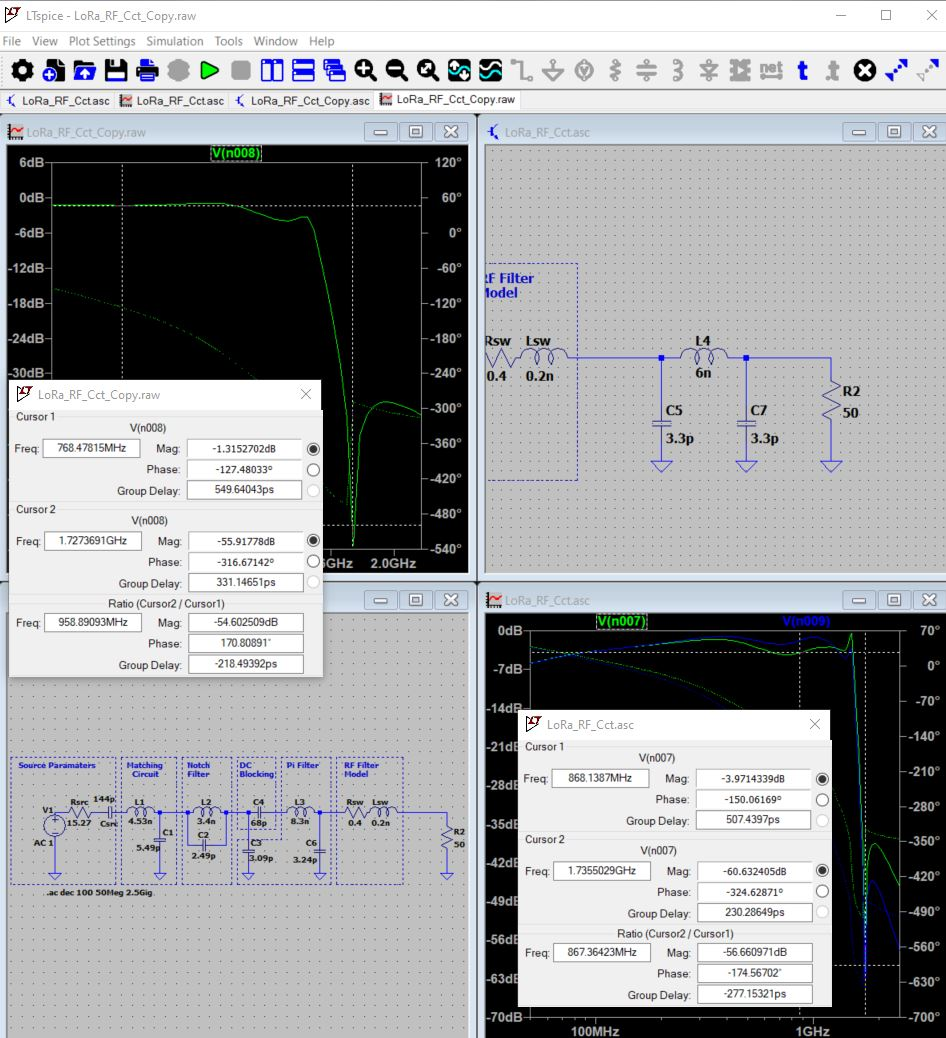 LTspice - LoRa_RF_Cct_Copy.raw
File View Plot Settings Simulation Tools Window Help
LoRa_RF_Cct.asc LoRa_RF_Cct.asc LoRa_RF_Cct_Copy.asc LoRa_RF_Cct_Copy.raw
LoRa_RF_Cct_Copy.raw
V(n008)
6dB 120°
0dB 60°
-6dB 0°
-12dB -60°
-18dB -120°
-24dB -180°
-30dB -240°
-300°
-360°
-420°
-480°
-540°
GHz 2.0GHz
LoRa_RF_Cct_Copy.raw
Cursor 1
V(n008)
Freq: 768.47815MHz Mag: -1.3152702dB
Phase: -127.48033º
Group Delay: 549.64043ps
Cursor 2
V(n008)
Freq: 1.7273691GHz Mag: -55.91778dB
Phase: -316.67142º
Group Delay: 331.14651ps
Ratio (Cursor2 / Cursor1)
Freq: 958.89093MHz Mag: -54.602509dB
Phase: 170.80891°
Group Delay: -218.49392ps
LoRa_RF_Cct.asc
RF Filter
Model
Rsw Lsw L4
0.4 0.2n 6n
R2
50
C5 C7
3.3p 3.3p
Source Paramaters Matching Circuit Notch Filter DC Blocking Pi Filter RF Filter Model
V1 Rsrc 144p L1 L2 C4 L3 Rsw Lsw
15.27 Csrc 4.53n 3.4n 68p 8.3n 0.4 0.2n
AC 1 C1 C2 C3 C6 R2
5.49p 2.49p 3.09p 3.24p 50
.ac dec 100 50Meg 2.5Gig
LoRa_RF_Cct.asc
V(n007) V(n009)
0dB 70°
-7dB 0°
-14dB -70°
-21dB -140°
-28dB -210°
-35dB -280°
-42dB -350°
-49dB -420°
-56dB -490°
-63dB -560°
-70dB -630°
-700°
100MHz 1GHz
LoRa_RF_Cct.asc
Cursor 1
V(n007)
Freq: 868.1387MHz Mag: -3.9714339dB
Phase: -150.06169º
Group Delay: 507.4397ps
Cursor 2
V(n007)
Freq: 1.7355029GHz Mag: -60.632405dB
Phase: -324.62871º
Group Delay: 230.28649ps
Ratio (Cursor2 / Cursor1)
Freq: 867.36423MHz Mag: -56.660971dB
Phase: -174.56702°
Group Delay: -277.15321ps